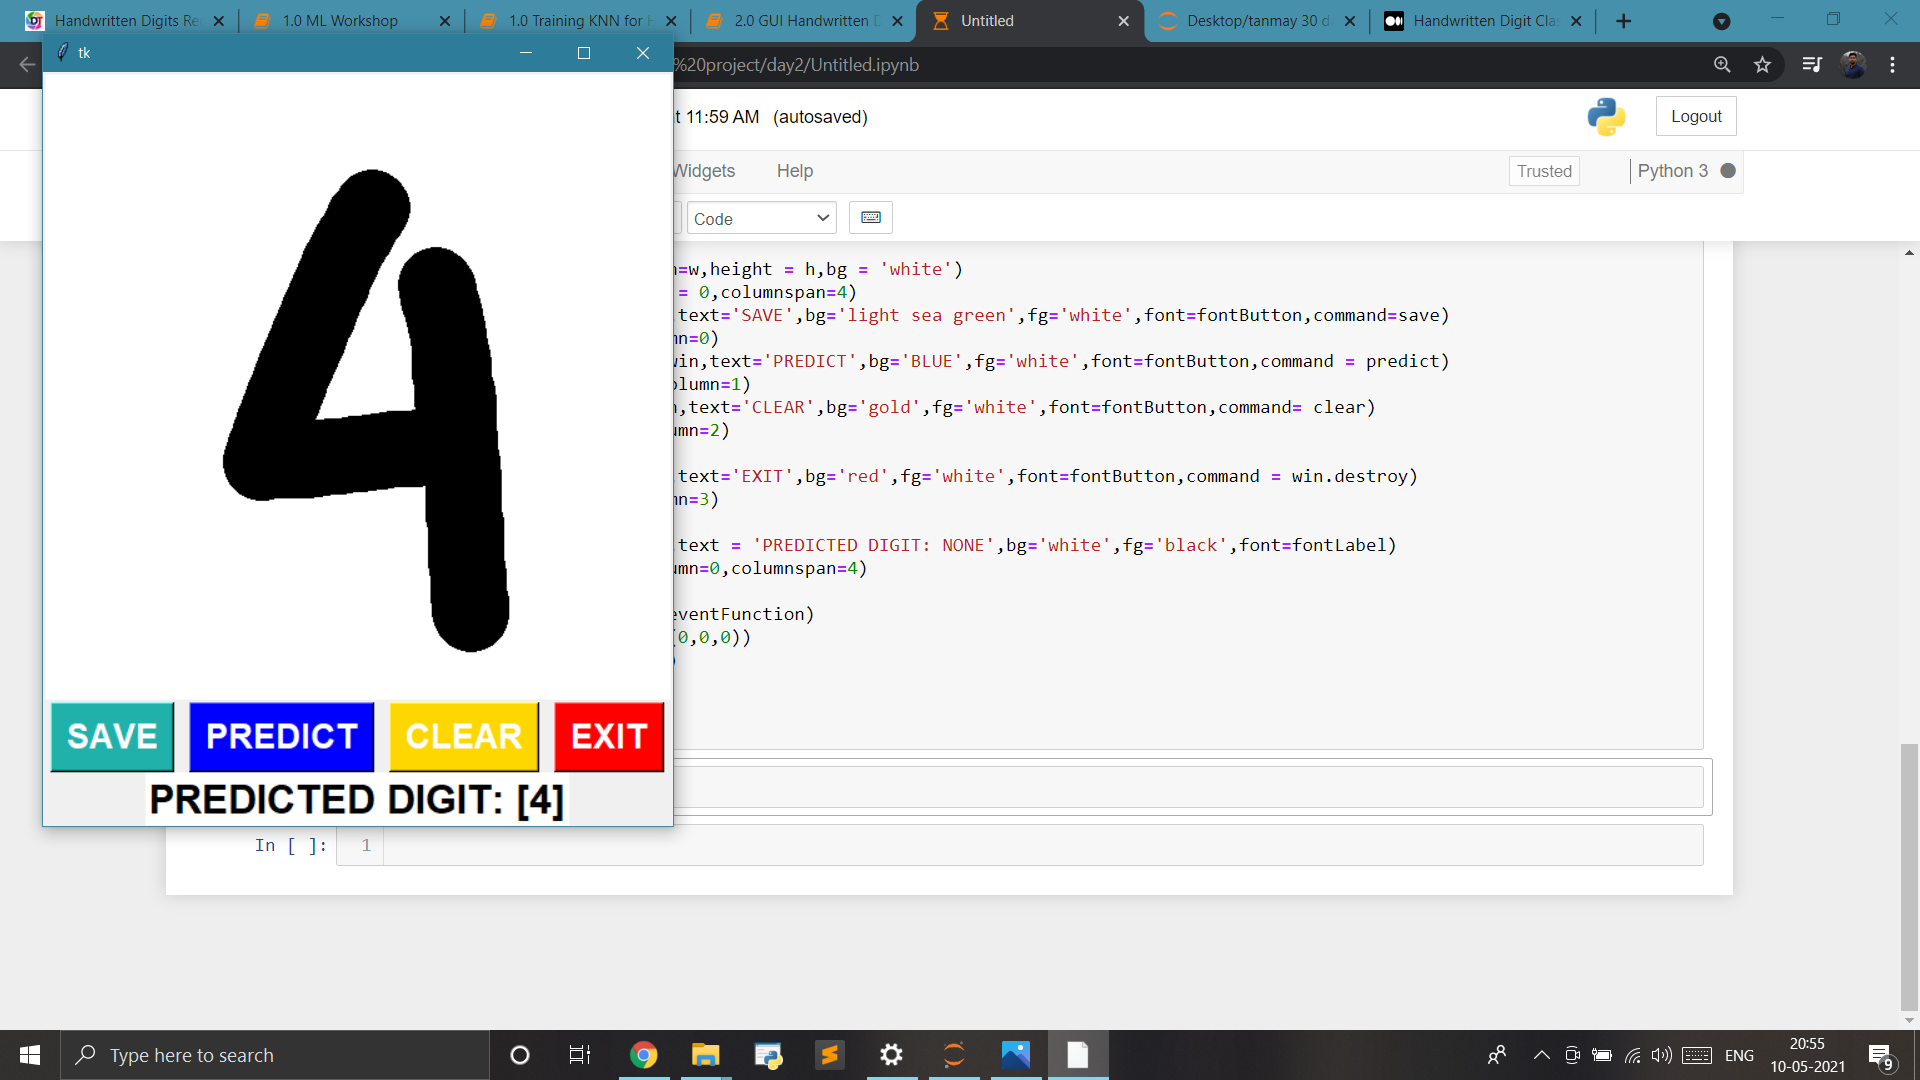 Handwritten Digits Re
1.0 ML Workshop
1.0 Training KNN for H
2.0 GUI Handwritten D
Untitled
Desktop/tanmay 30 d
Handwritten Digit Cla
tk
%20project/day2/Untitled.ipynb
t 11:59 AM (autosaved)
Logout
Widgets
Help
Trusted
Python 3
Code
=w,height = h,bg = 'white')
= 0,columnspan=4)
text='SAVE',bg='light sea green',fg='white',font=fontButton,command=save)
mn=0)
win,text='PREDICT',bg='BLUE',fg='white',font=fontButton,command = predict)
olumn=1)
n,text='CLEAR',bg='gold',fg='white',font=fontButton,command= clear)
umn=2)
text='EXIT',bg='red',fg='white',font=fontButton,command = win.destroy)
mn=3)
text = 'PREDICTED DIGIT: NONE',bg='white',fg='black',font=fontLabel)
umn=0,columnspan=4)
eventFunction)
(0,0,0))
)
4
SAVE
PREDICT
CLEAR
EXIT
PREDICTED DIGIT: [4]
In [ ]:
1
Type here to search
ENG
20:55
10-05-2021
9